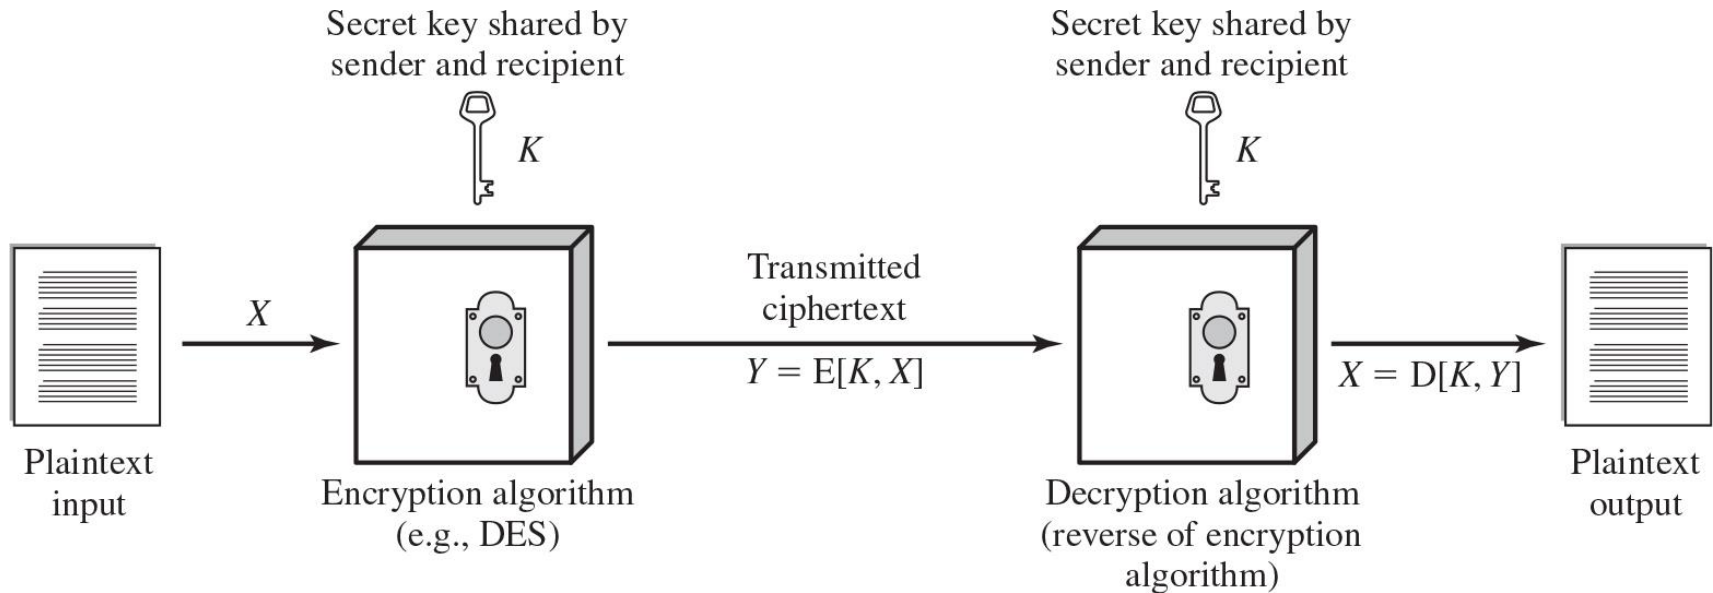 Secret key shared by
sender and recipient
K
Secret key shared by
sender and recipient
K
Plaintext
input
X
Encryption algorithm
(e.g., DES)
Transmitted
ciphertext
Y = E[K, X]
Decryption algorithm
(reverse of encryption
algorithm)
X = D[K, Y]
Plaintext
output